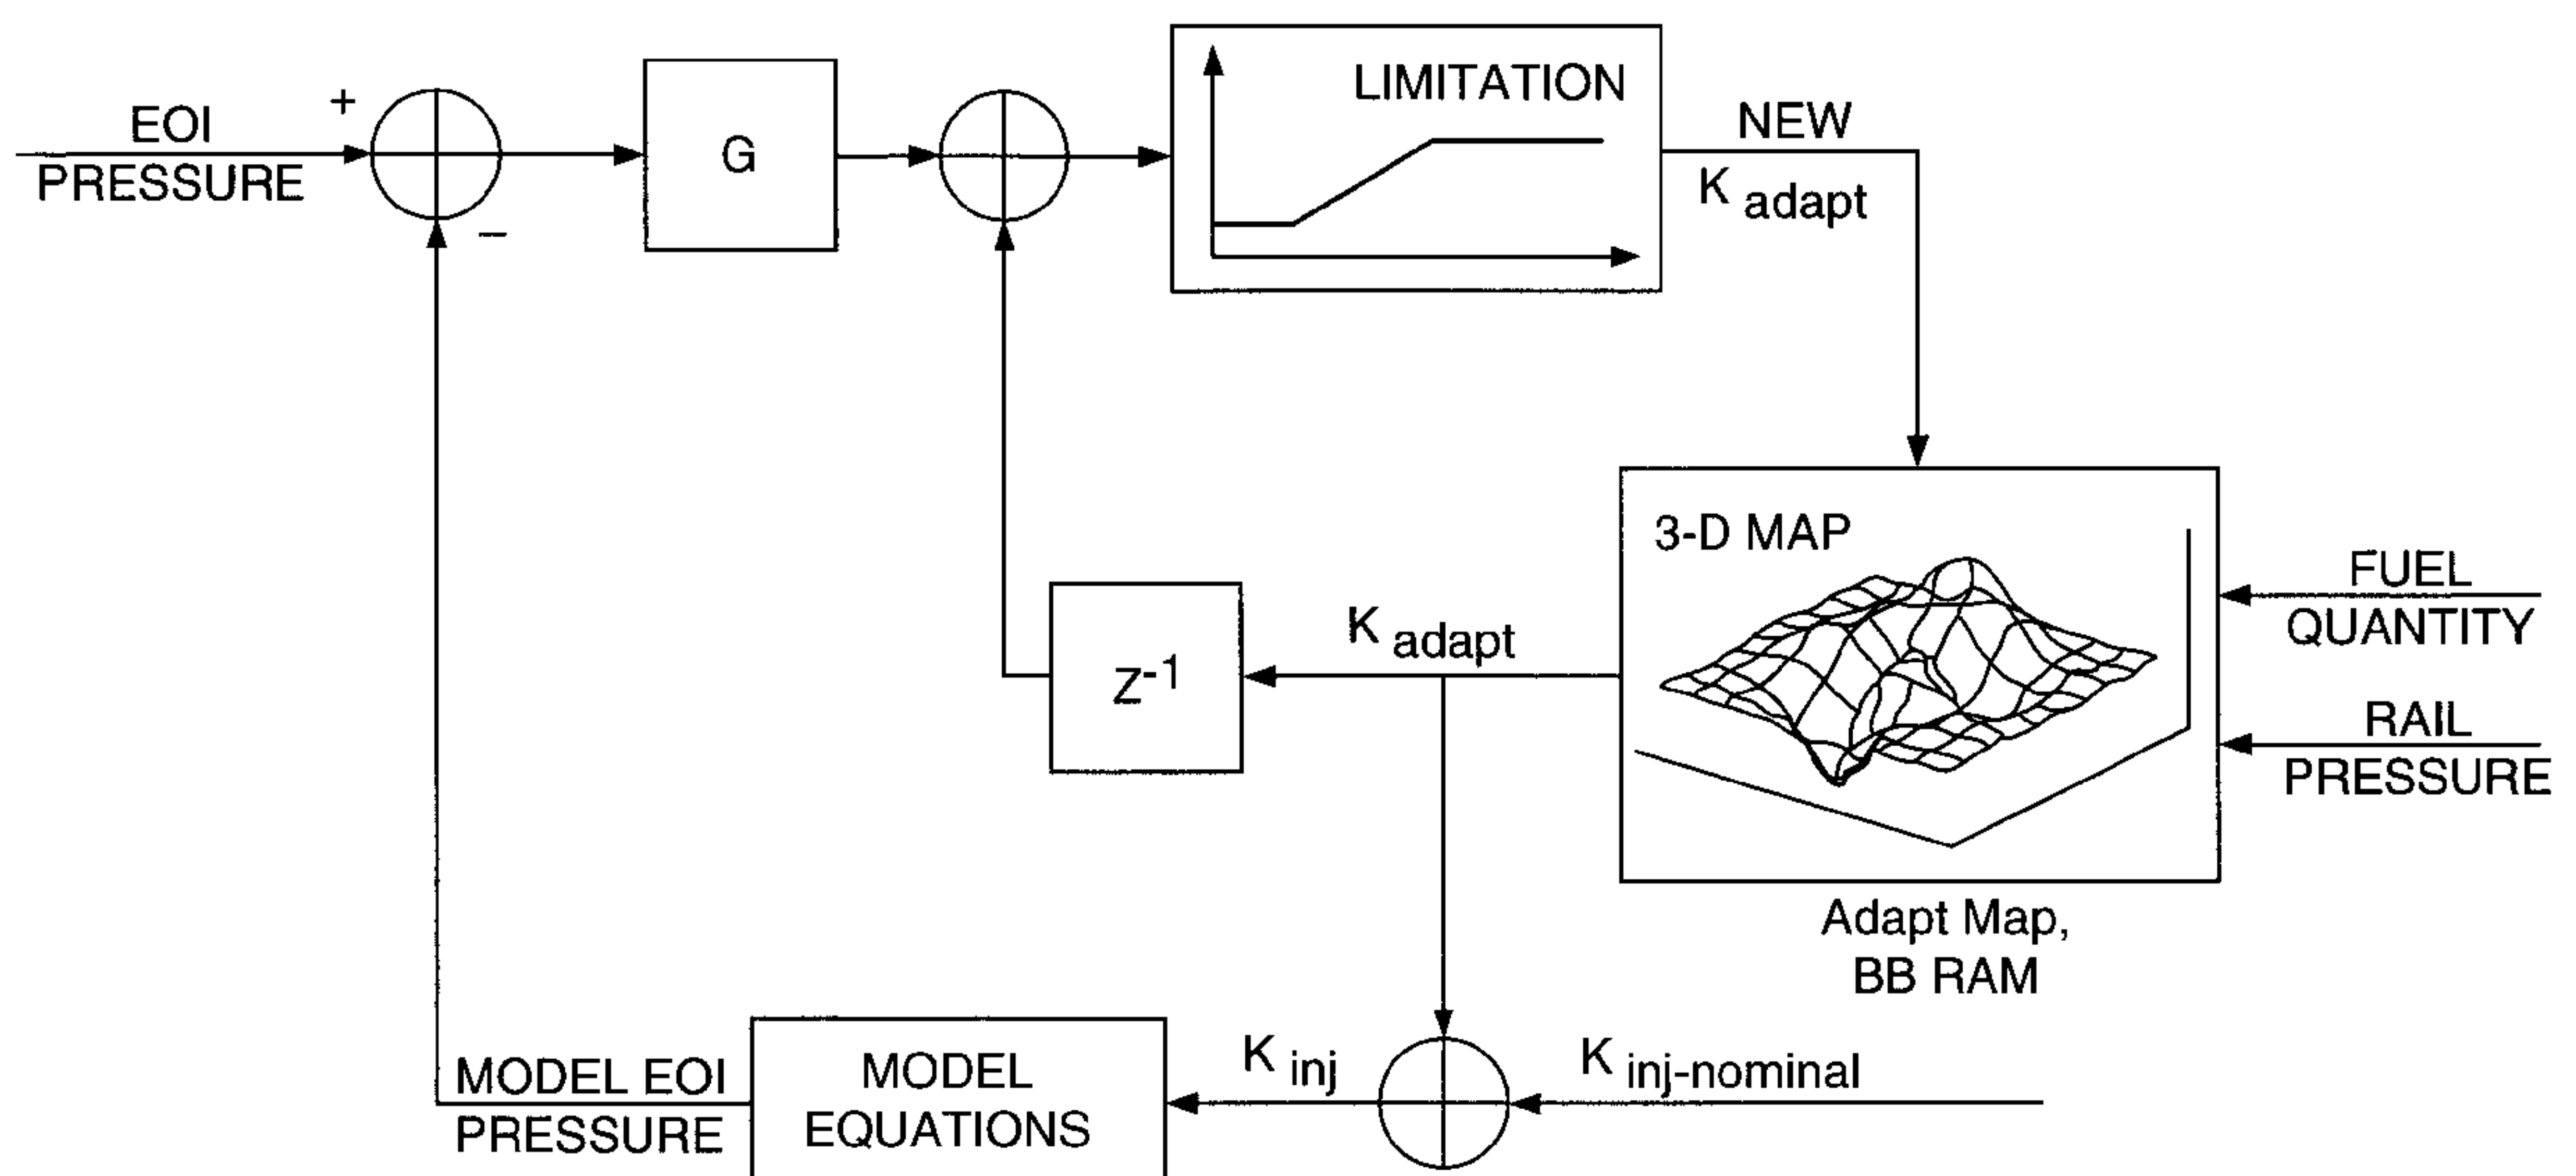 EOI
PRESSURE
+
−
G
LIMITATION
NEW
K adapt
3-D MAP
FUEL
QUANTITY
RAIL
PRESSURE
K adapt
Z-1
Adapt Map,
BB RAM
MODEL EOI
PRESSURE
MODEL
EQUATIONS
K inj
K inj-nominal